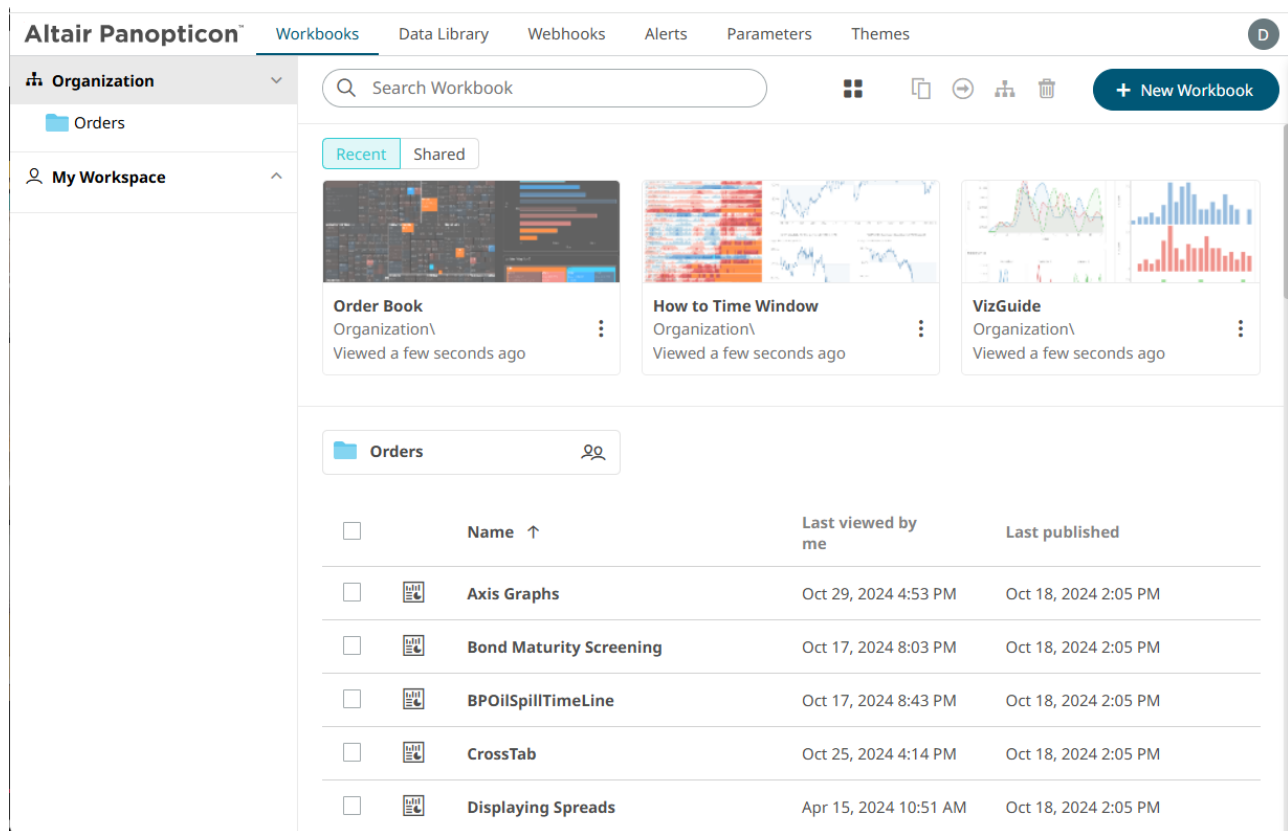 Altair Panopticon™ Workbooks Data Library Webhooks Alerts Parameters Themes D
Organization
Search Workbook
+ New Workbook
Orders
My Workspace
Recent Shared
Order Book
Organization\
Viewed a few seconds ago
How to Time Window
Organization\
Viewed a few seconds ago
VizGuide
Organization\
Viewed a few seconds ago
Orders
Name ↑ Last viewed by me Last published
Axis Graphs Oct 29, 2024 4:53 PM Oct 18, 2024 2:05 PM
Bond Maturity Screening Oct 17, 2024 8:03 PM Oct 18, 2024 2:05 PM
BPOilSpillTimeLine Oct 17, 2024 8:43 PM Oct 18, 2024 2:05 PM
CrossTab Oct 25, 2024 4:14 PM Oct 18, 2024 2:05 PM
Displaying Spreads Apr 15, 2024 10:51 AM Oct 18, 2024 2:05 PM